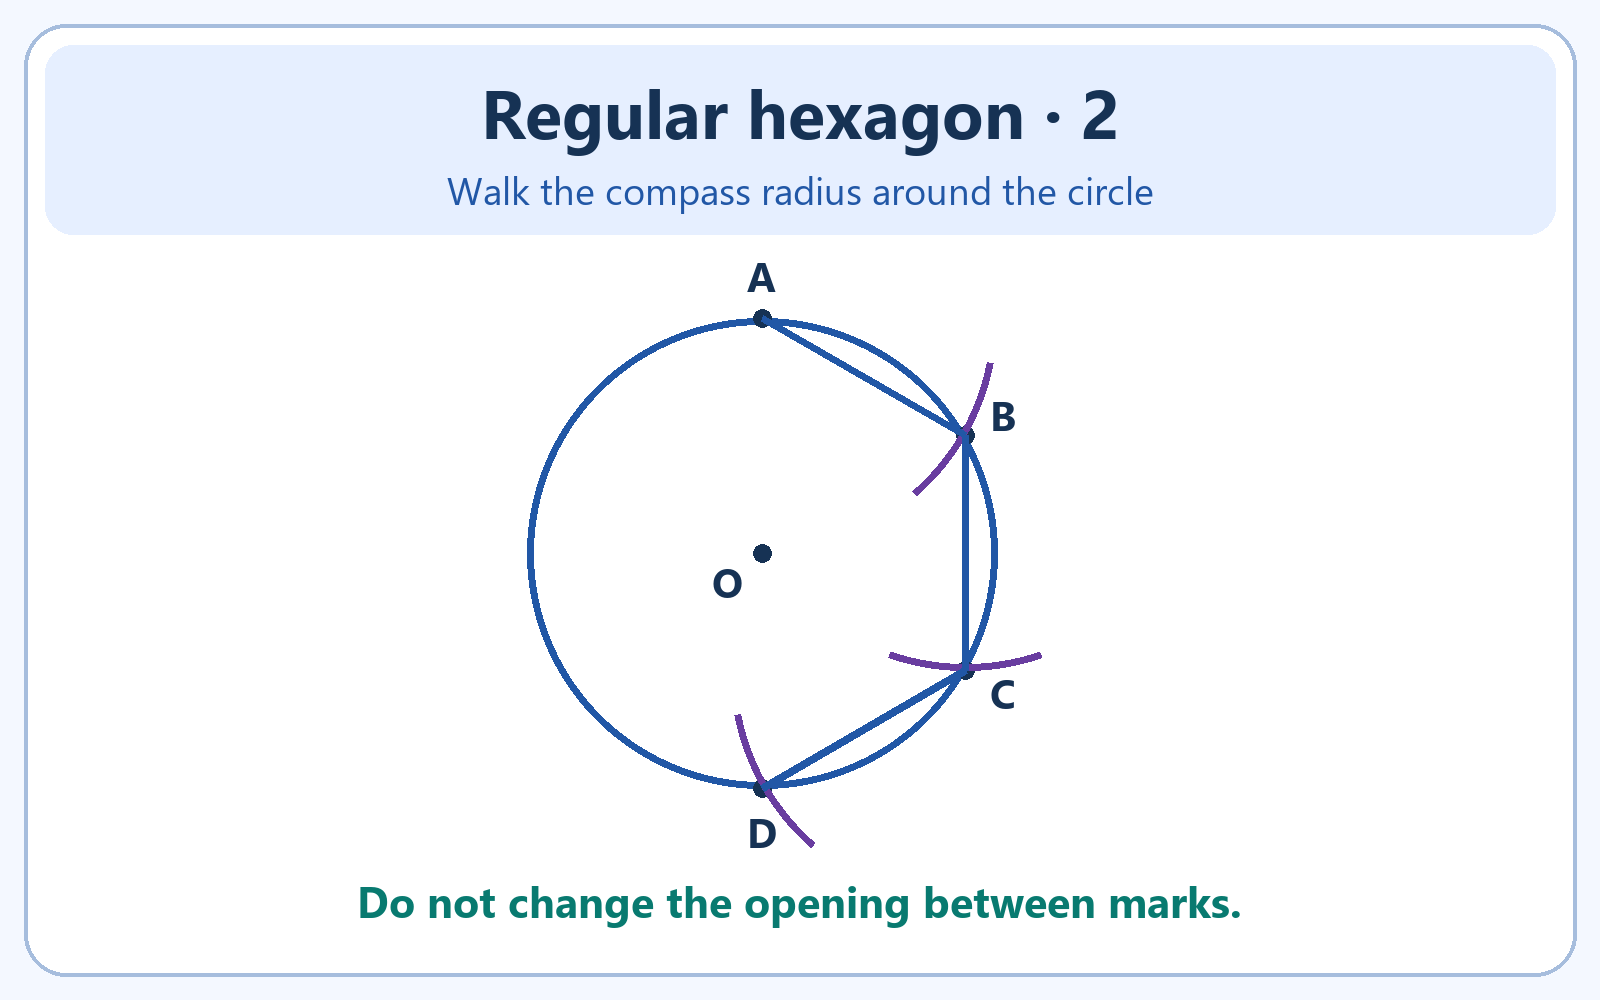 Regular hexagon · 2
Walk the compass radius around the circle
A
B
O
C
D
Do not change the opening between marks.